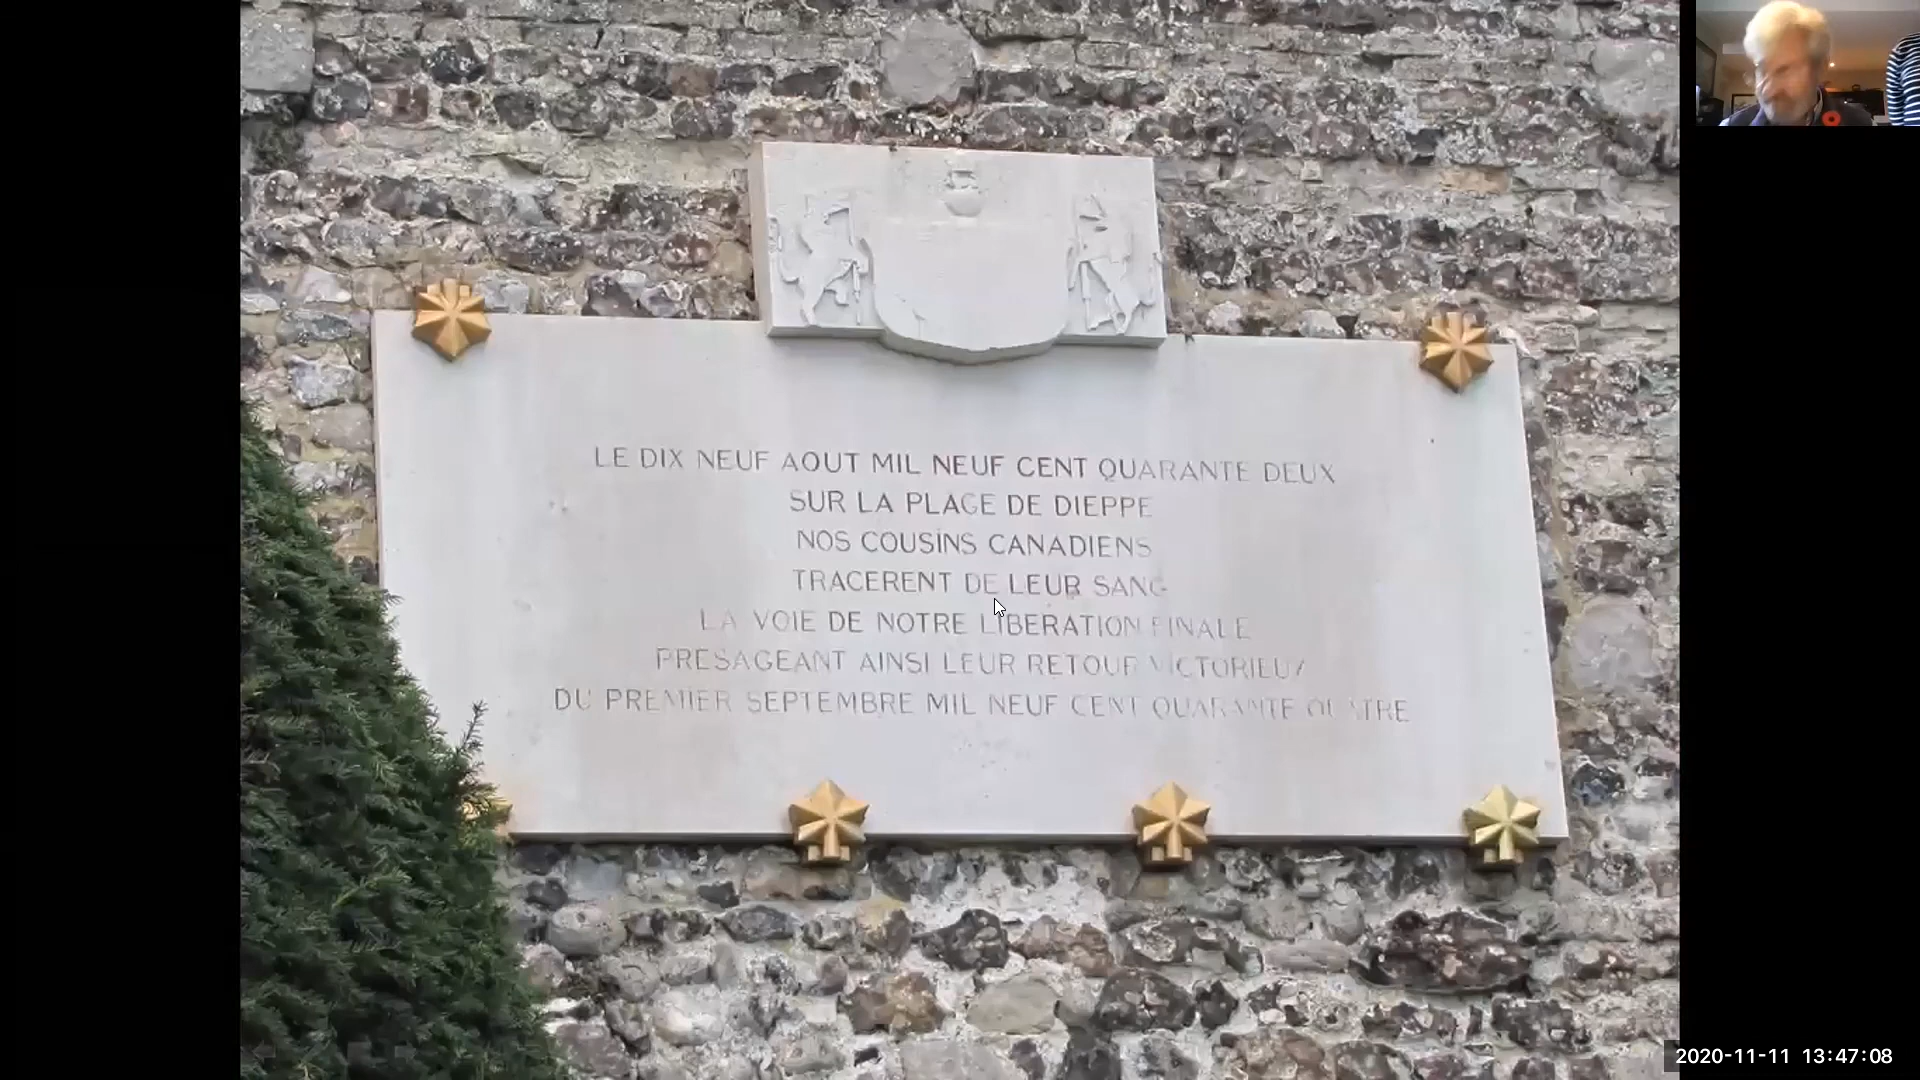 LE DIX NEUF AOUT MIL NEUF CENT QUARANTE DEUX
SUR LA PLAGE DE DIEPPE
NOS COUSINS CANADIENS
TRACERENT DE LEUR SANG
LA VOIE DE NOTRE LIBERATION FINALE
PRESAGEANT AINSI LEUR RETOUR VICTORIEUX
DU PREMIER SEPTEMBRE MIL NEUF CENT QUARANTE QUATRE
2020-11-11 13:47:08